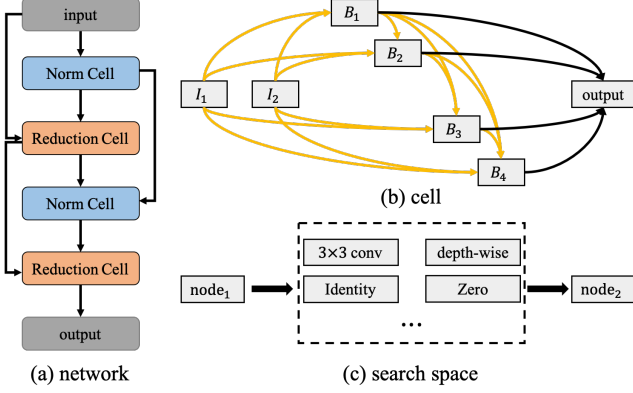 input
Norm Cell
Reduction Cell
Norm Cell
Reduction Cell
output
(a) network
B₁
B₂
I₁
I₂
output
B₃
B₄
(b) cell
3×3 conv
depth-wise
node₁
Identity
Zero
node₂
...
(c) search space